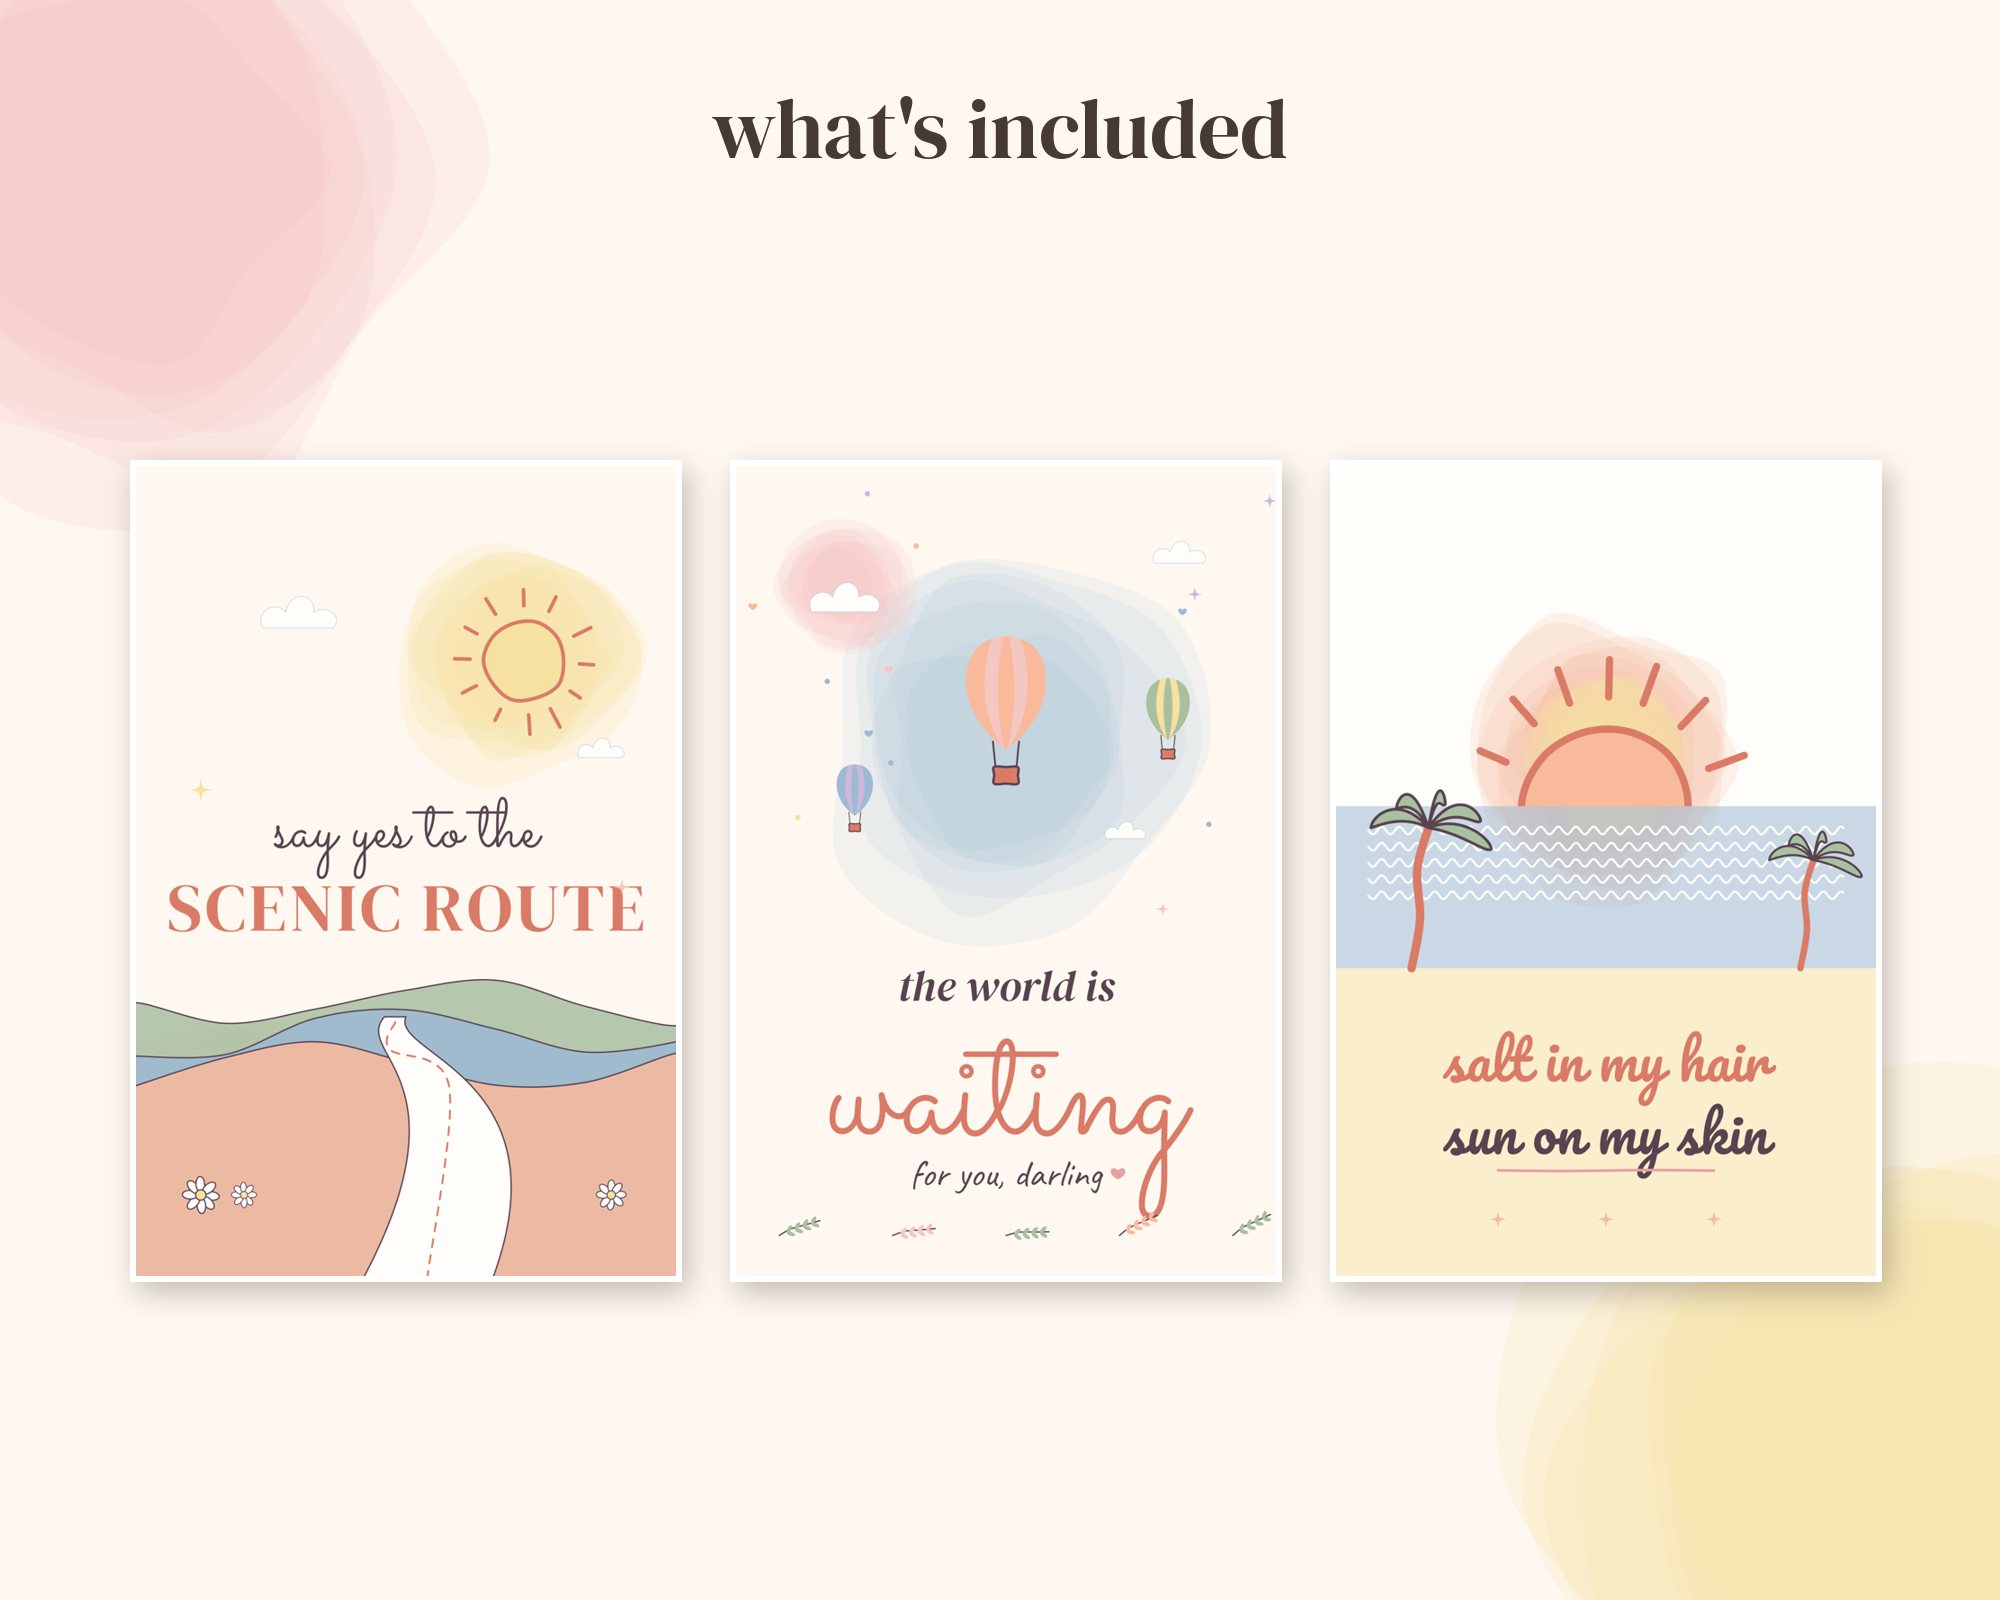 what's included
say yes to the
SCENIC ROUTE
the world is
waiting
for you, darling
salt in my hair
sun on my skin